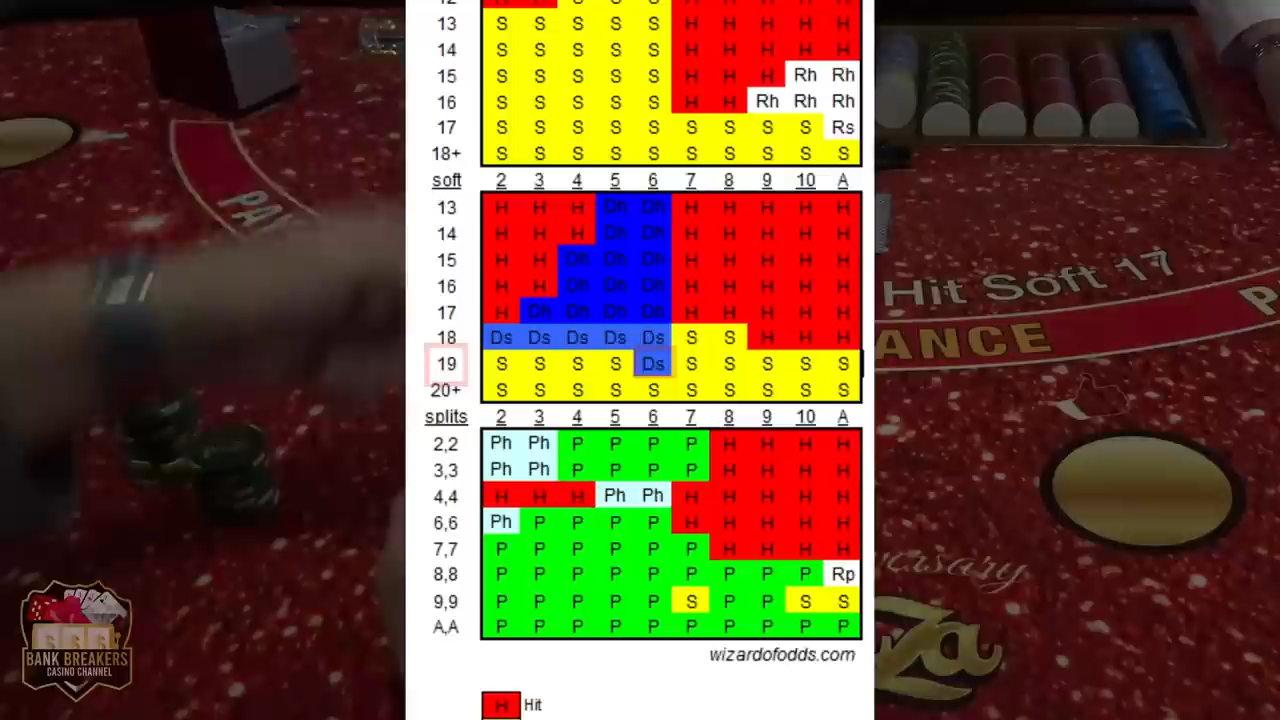 12 H H S S S H H H H H
13 S S S S S H H H H H
14 S S S S S H H H H H
15 S S S S S H H H Rh Rh
16 S S S S S H H Rh Rh Rh
17 S S S S S S S S S Rs
18+ S S S S S S S S S S
soft 2 3 4 5 6 7 8 9 10 A
13 H H H Dh Dh H H H H H
14 H H H Dh Dh H H H H H
15 H H Dh Dh Dh H H H H H
16 H H Dh Dh Dh H H H H H
17 H Dh Dh Dh Dh H H H H H
18 Ds Ds Ds Ds Ds S S H H H
19 S S S S Ds S S S S S
20+ S S S S S S S S S S
splits 2 3 4 5 6 7 8 9 10 A
2,2 Ph Ph P P P P H H H H
3,3 Ph Ph P P P P H H H H
4,4 H H H Ph Ph H H H H H
6,6 Ph P P P P H H H H H
7,7 P P P P P P H H H H
8,8 P P P P P P P P P Rp
9,9 P P P P P S P P S S
A,A P P P P P P P P P P
wizardofodds.com
H Hit
PA
Hit Soft 17
ANCE
P
versary
za
BANK BREAKERS
CASINO CHANNEL